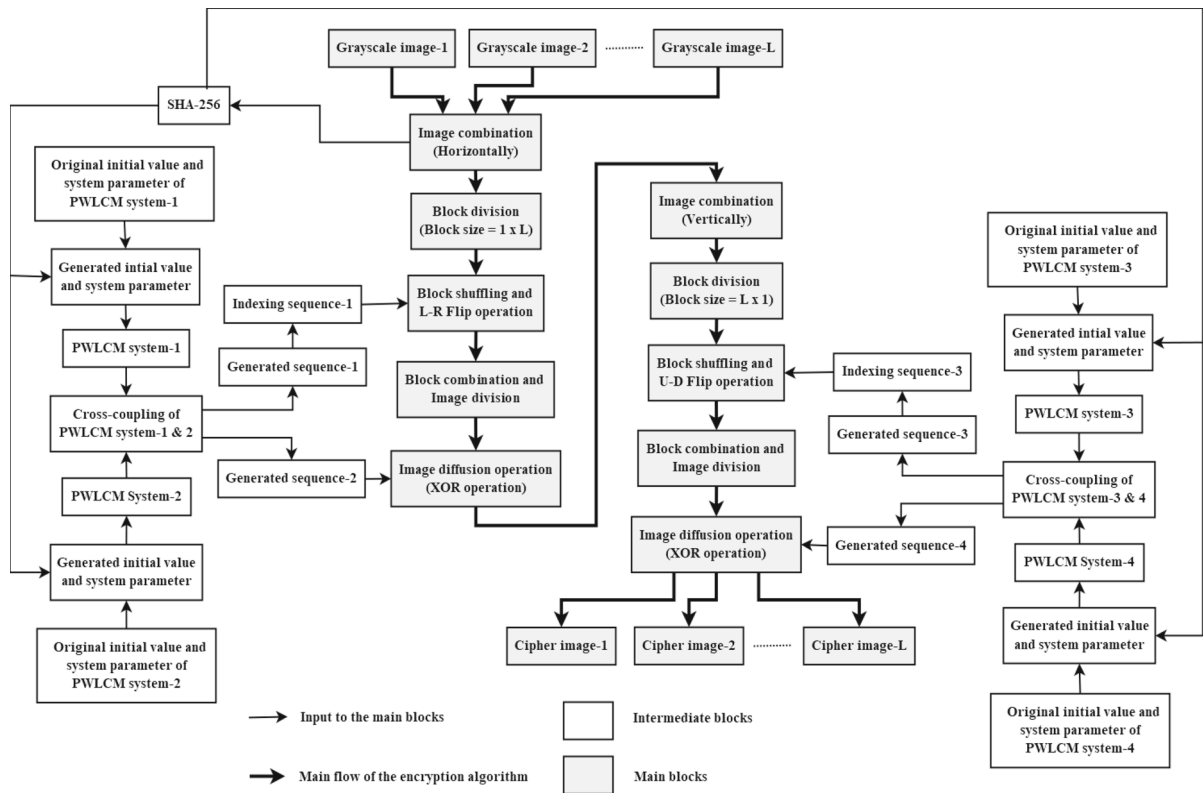 Grayscale image-1
Grayscale image-2
Grayscale image-L
SHA-256
Image combination
(Horizontally)
Original initial value and
system parameter of
PWLCM system-1
Block division
(Block size = 1 x L)
Generated intial value
and system parameter
Indexing sequence-1
Block shuffling and
L-R Flip operation
PWLCM system-1
Generated sequence-1
Block combination and
Image division
Cross-coupling of
PWLCM system-1 & 2
Generated sequence-2
Image diffusion operation
(XOR operation)
PWLCM System-2
Generated initial value
and system parameter
Original initial value and
system parameter of
PWLCM system-2
Image combination
(Vertically)
Block division
(Block size = L x 1)
Block shuffling and
U-D Flip operation
Indexing sequence-3
Block combination and
Image division
Generated sequence-3
Image diffusion operation
(XOR operation)
Generated sequence-4
Original initial value and
system parameter of
PWLCM system-3
Generated intial value
and system parameter
PWLCM system-3
Cross-coupling of
PWLCM system-3 & 4
PWLCM System-4
Generated initial value
and system parameter
Original initial value and
system parameter of
PWLCM system-4
Cipher image-1
Cipher image-2
Cipher image-L
Input to the main blocks
Intermediate blocks
Main flow of the encryption algorithm
Main blocks